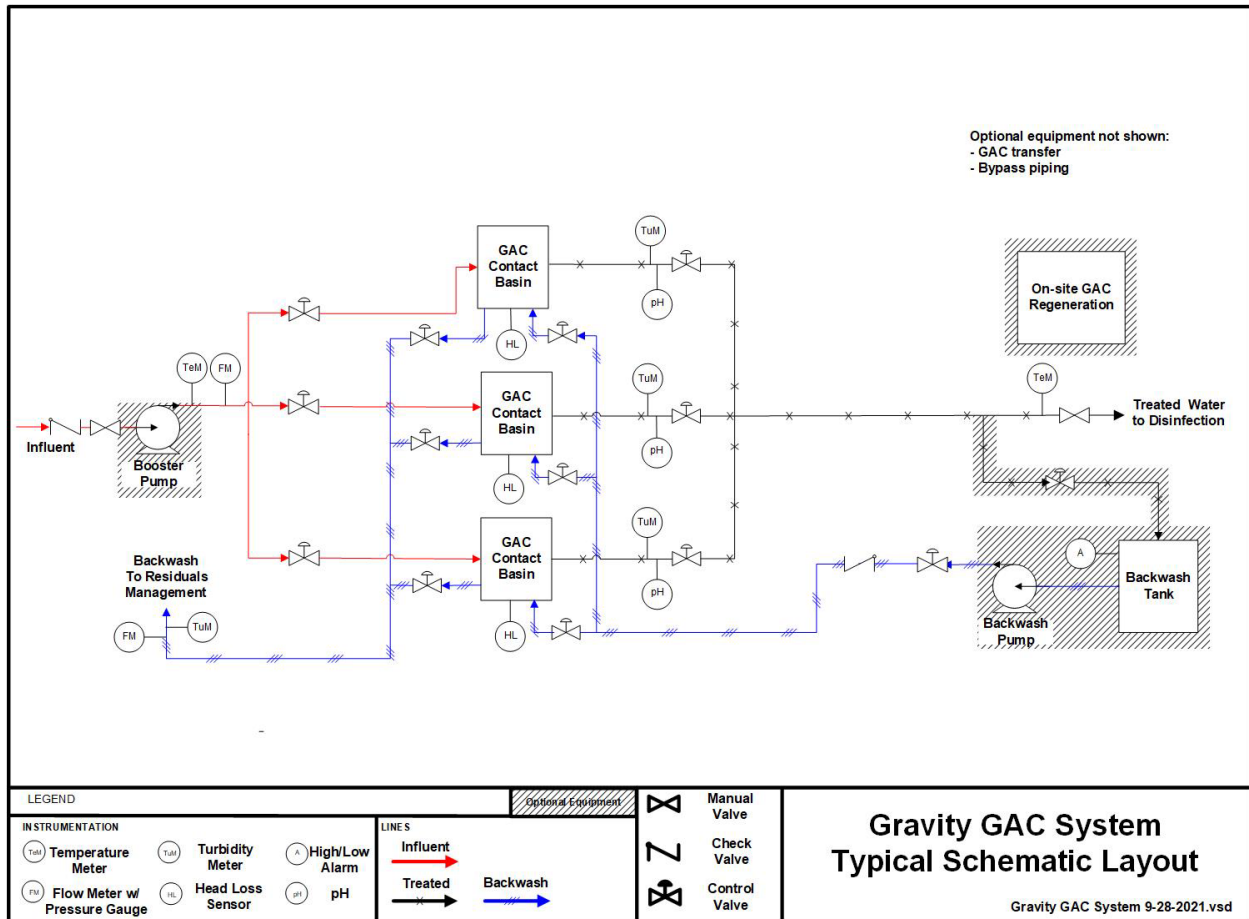 Optional equipment not shown:
- GAC transfer
- Bypass piping
TuM
GAC
Contact
Basin
On-site GAC
Regeneration
pH
HL
TeM
FM
TuM
TeM
GAC
Contact
Basin
Treated Water
to Disinfection
Influent
pH
Booster
Pump
HL
TuM
GAC
Contact
Basin
A
Backwash
To Residuals
Management
Backwash
Tank
pH
Backwash
Pump
TuM
FM
HL
LEGEND
Optional Equipment
INSTRUMENTATION
TeM
Temperature
Meter
TuM
Turbidity
Meter
A
High/Low
Alarm
FM
Flow Meter w/
Pressure Gauge
HL
Head Loss
Sensor
pH
pH
LINES
Influent
Treated
Backwash
Manual
Valve
Check
Valve
Control
Valve
Gravity GAC System
Typical Schematic Layout
Gravity GAC System 9-28-2021.vsd